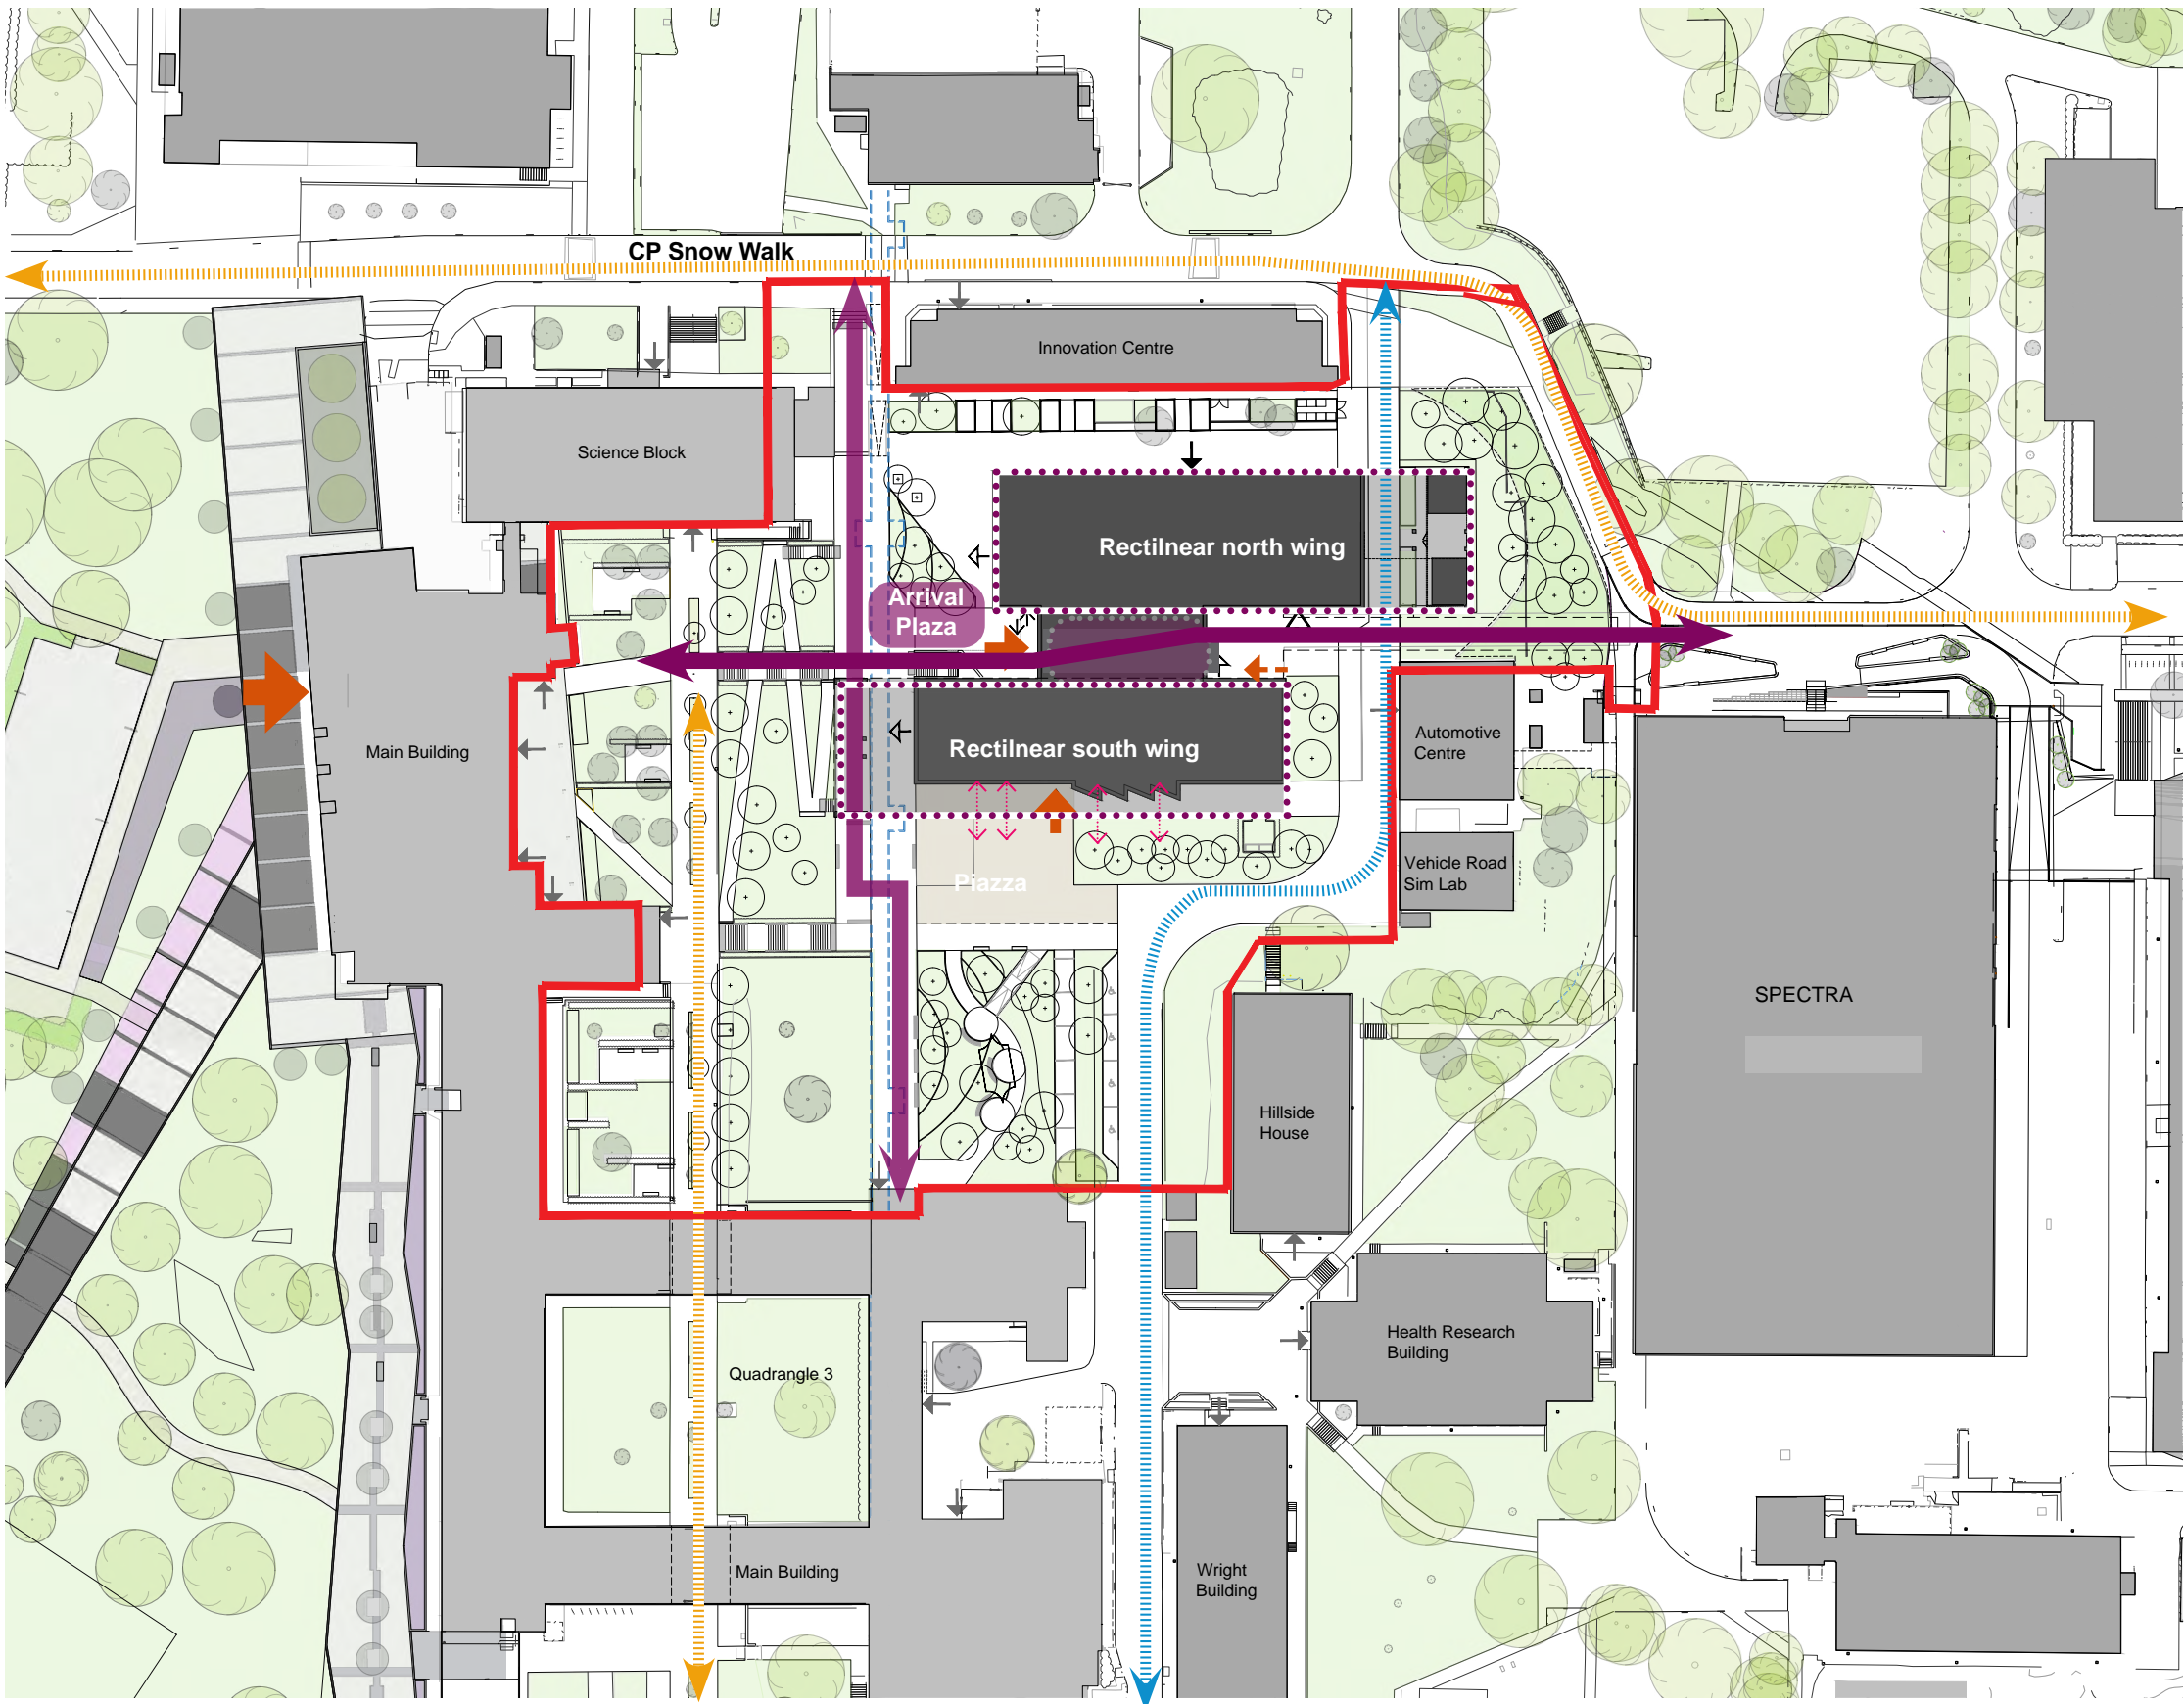 CP Snow Walk
Innovation Centre
Science Block
Rectilnear north wing
Arrival
Plaza
Main Building
Rectilnear south wing
Automotive
Centre
Vehicle Road
Sim Lab
Piazza
SPECTRA
Hillside
House
Health Research
Building
Quadrangle 3
Main Building
Wright
Building